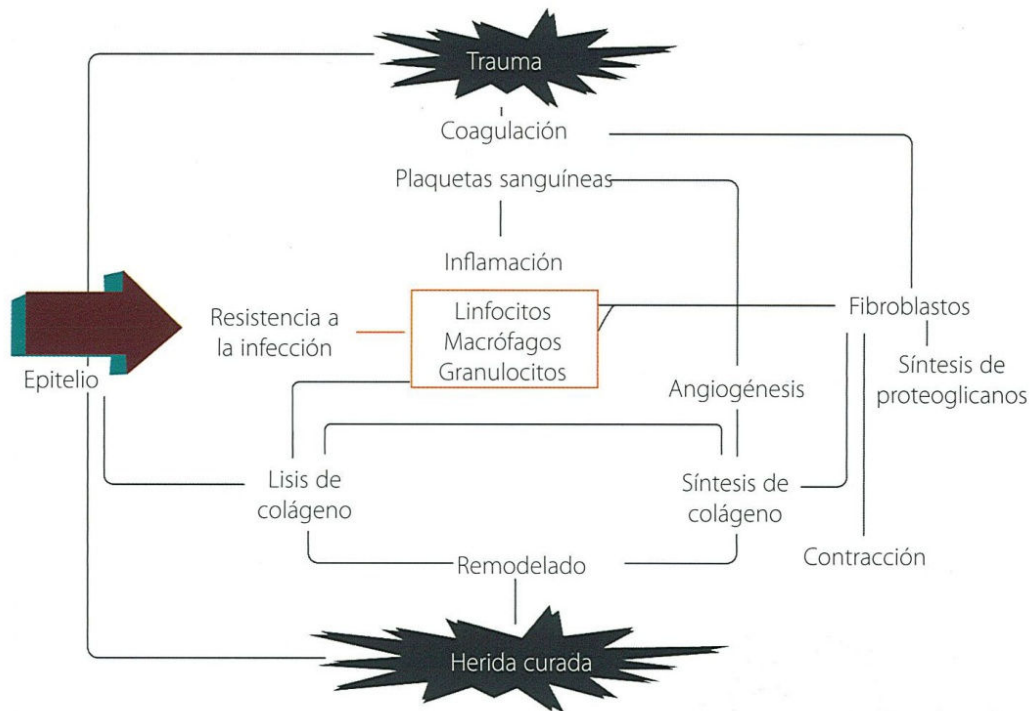 Trauma
Coagulación
Plaquetas sanguíneas
Inflamación
Linfocitos
Macrófagos
Granulocitos
Resistencia a
la infección
Fibroblastos
Síntesis de
proteoglicanos
Epitelio
Angiogénesis
Lisis de
colágeno
Síntesis de
colágeno
Contracción
Remodelado
Herida curada